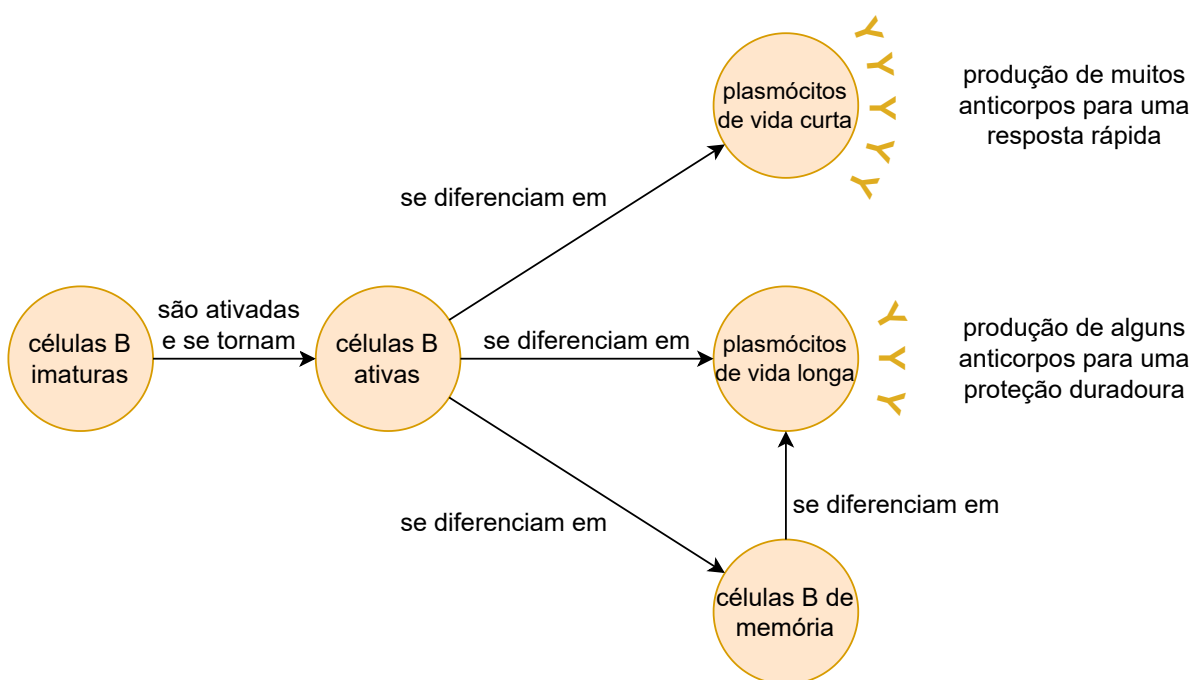 plasmócitos
de vida curta
produção de muitos
anticorpos para uma
resposta rápida
se diferenciam em
células B
imaturas
são ativadas
e se tornam
células B
ativas
se diferenciam em
plasmócitos
de vida longa
produção de alguns
anticorpos para uma
proteção duradoura
se diferenciam em
se diferenciam em
células B de
memória